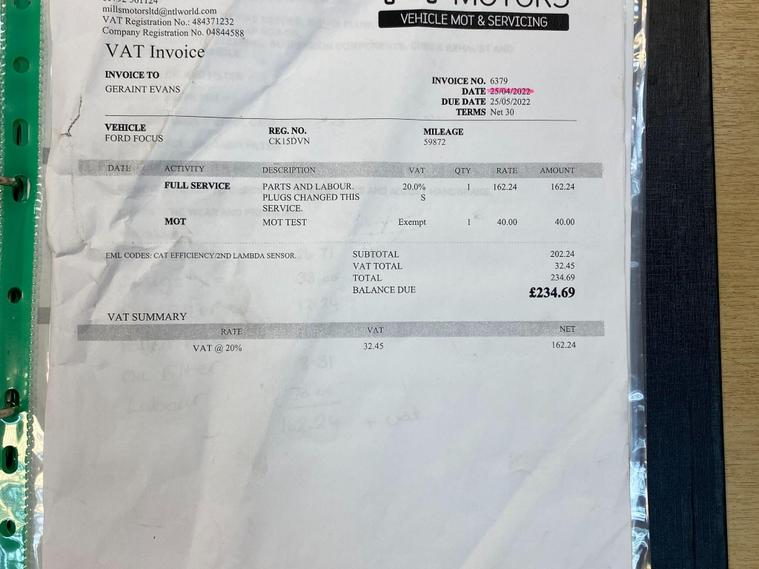 millsmotorsltd@ntlworld.com
VAT Registration No.: 484371232
Company Registration No. 04844588
MOTORS
VEHICLE MOT & SERVICING
VAT Invoice
INVOICE TO
GERAINT EVANS
INVOICE NO. 6379
DATE 25/04/2022
DUE DATE 25/05/2022
TERMS Net 30
VEHICLE REG. NO. MILEAGE
FORD FOCUS CK15DVN 59872
DATE ACTIVITY DESCRIPTION VAT QTY RATE AMOUNT
FULL SERVICE PARTS AND LABOUR. 20.0% 1 162.24 162.24
PLUGS CHANGED THIS S
SERVICE.
MOT MOT TEST Exempt 1 40.00 40.00
EML CODES: CAT EFFICIENCY/2ND LAMBDA SENSOR.
SUBTOTAL 202.24
VAT TOTAL 32.45
TOTAL 234.69
BALANCE DUE £234.69
VAT SUMMARY
RATE VAT NET
VAT @ 20% 32.45 162.24
Labour
162.24 + vat